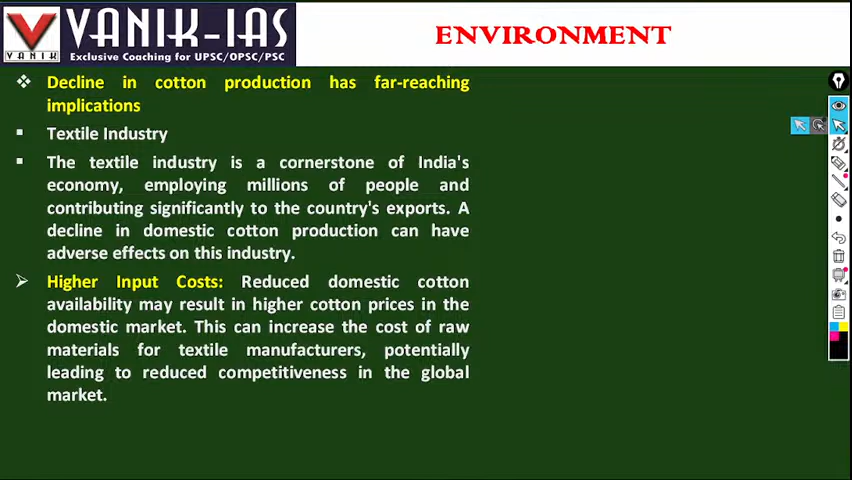 VANIK-IAS
VANIK
Exclusive Coaching for UPSC/OPSC/PSC
ENVIRONMENT
❖ Decline in cotton production has far-reaching
implications
▪ Textile Industry
▪ The textile industry is a cornerstone of India's
economy, employing millions of people and
contributing significantly to the country's exports. A
decline in domestic cotton production can have
adverse effects on this industry.
➢ Higher Input Costs: Reduced domestic cotton
availability may result in higher cotton prices in the
domestic market. This can increase the cost of raw
materials for textile manufacturers, potentially
leading to reduced competitiveness in the global
market.